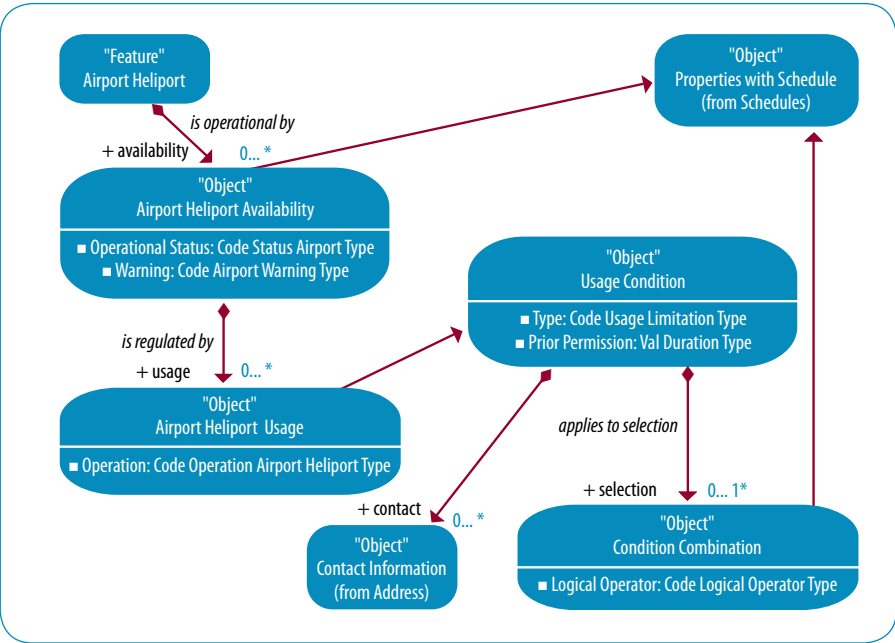 "Feature"
Airport Heliport
"Object"
Properties with Schedule
(from Schedules)
is operational by
+ availability
0... *
"Object"
Airport Heliport Availability
■ Operational Status: Code Status Airport Type
■ Warning: Code Airport Warning Type
"Object"
Usage Condition
■ Type: Code Usage Limitation Type
■ Prior Permission: Val Duration Type
is regulated by
+ usage
0... *
"Object"
Airport Heliport Usage
■ Operation: Code Operation Airport Heliport Type
applies to selection
+ selection
0... 1*
+ contact
0... *
"Object"
Contact Information
(from Address)
"Object"
Condition Combination
■ Logical Operator: Code Logical Operator Type